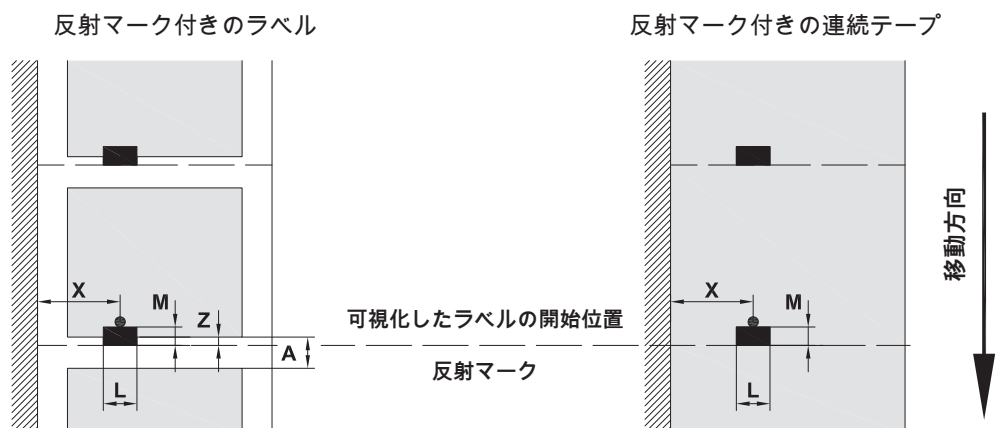 反射マーク付きのラベル
反射マーク付きの連続テープ
移動方向
X
M
Z
A
L
可視化したラベルの開始位置
反射マーク
X
M
L